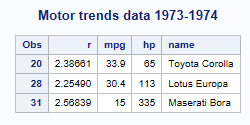 Motor trends data 1973-1974
Obs r mpg hp name
20 2.38661 33.9 65 Toyota Corolla
28 2.25490 30.4 113 Lotus Europa
31 2.56839 15 335 Maserati Bora